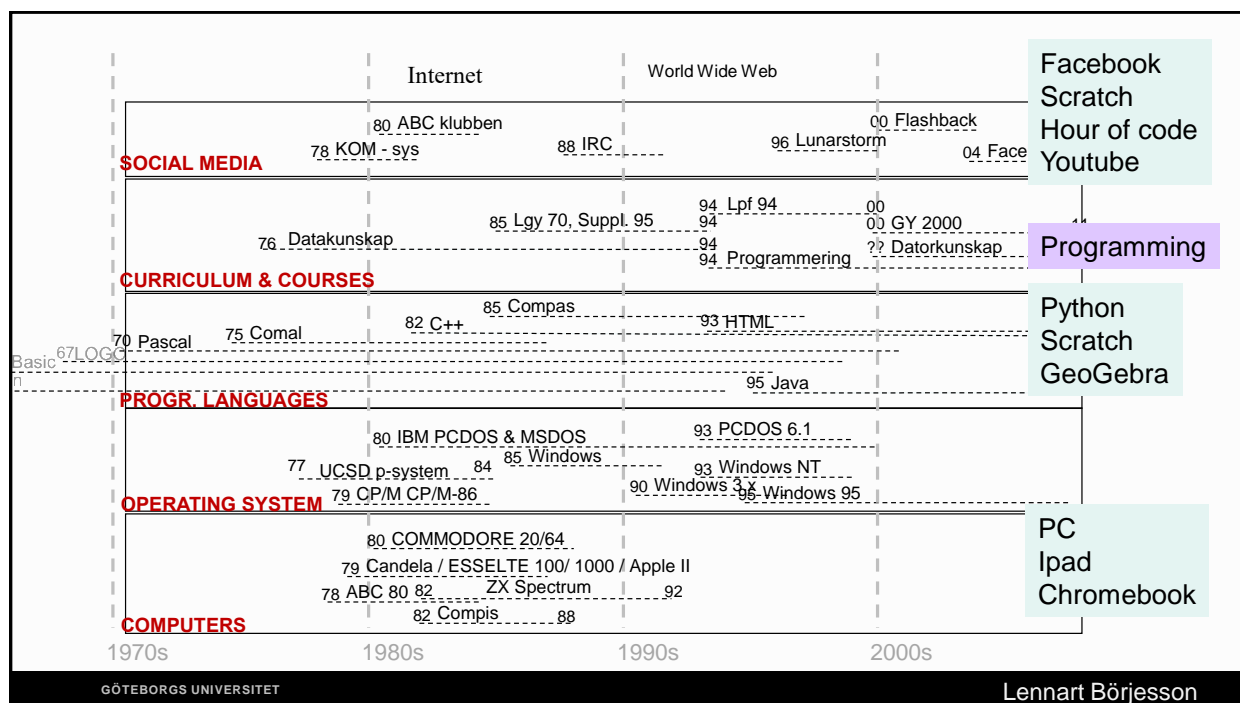 Internet
World Wide Web
Facebook
Scratch
Hour of code
Youtube
80 ABC klubben
78 KOM - sys
88 IRC
96 Lunarstorm
00 Flashback
04 Face
SOCIAL MEDIA
94 Lpf 94
00
85 Lgy 70, Suppl. 95
94
00 GY 2000
11
76 Datakunskap
94
?? Datorkunskap
94 Programmering
Programming
CURRICULUM & COURSES
85 Compas
82 C++
93 HTML
75 Comal
70 Pascal
67 LOGO
Basic
n
95 Java
PROGR. LANGUAGES
Python
Scratch
GeoGebra
80 IBM PCDOS & MSDOS
93 PCDOS 6.1
85 Windows
77 UCSD p-system 84
93 Windows NT
90 Windows 3.x
79 CP/M CP/M-86
95 Windows 95
OPERATING SYSTEM
80 COMMODORE 20/64
79 Candela / ESSELTE 100/ 1000 / Apple II
78 ABC 80
82 ZX Spectrum 92
82 Compis 88
COMPUTERS
PC
Ipad
Chromebook
1970s
1980s
1990s
2000s
GÖTEBORGS UNIVERSITET
Lennart Börjesson